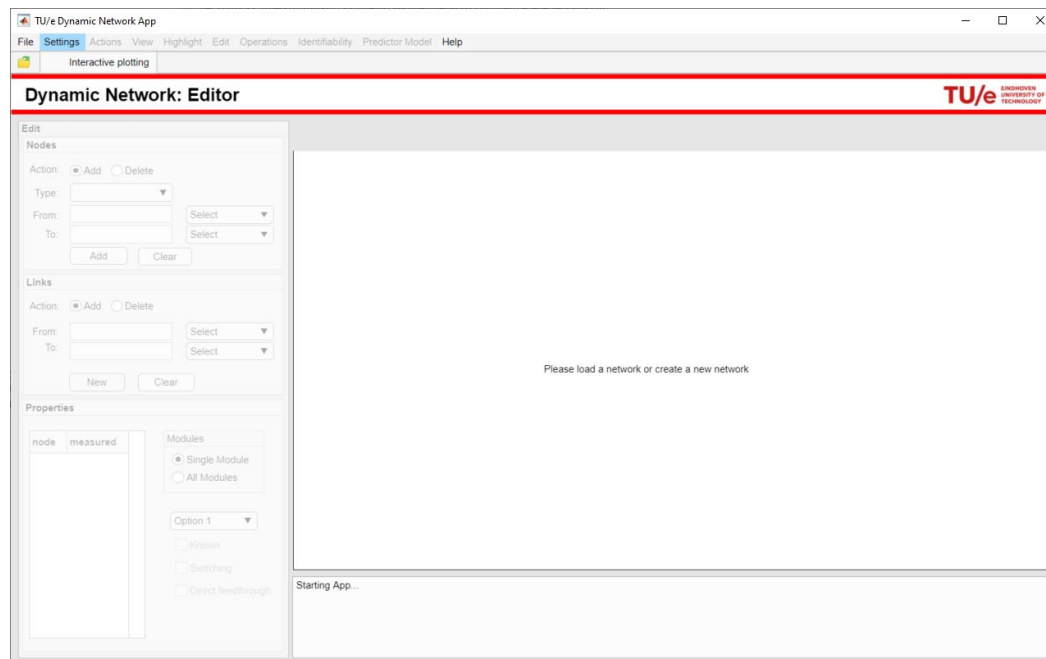 TU/e Dynamic Network App
File Settings Actions View Highlight Edit Operations Identifiability Predictor Model Help
Interactive plotting
Dynamic Network: Editor
TU/e EINDHOVEN UNIVERSITY OF TECHNOLOGY
Edit
Nodes
Action: Add Delete
Type:
From: Select
To: Select
Add Clear
Links
Action: Add Delete
From: Select
To: Select
New Clear
Properties
node measured
Modules
Single Module
All Modules
Option 1
Known
Switching
Direct feedthrough
Please load a network or create a new network
Starting App...